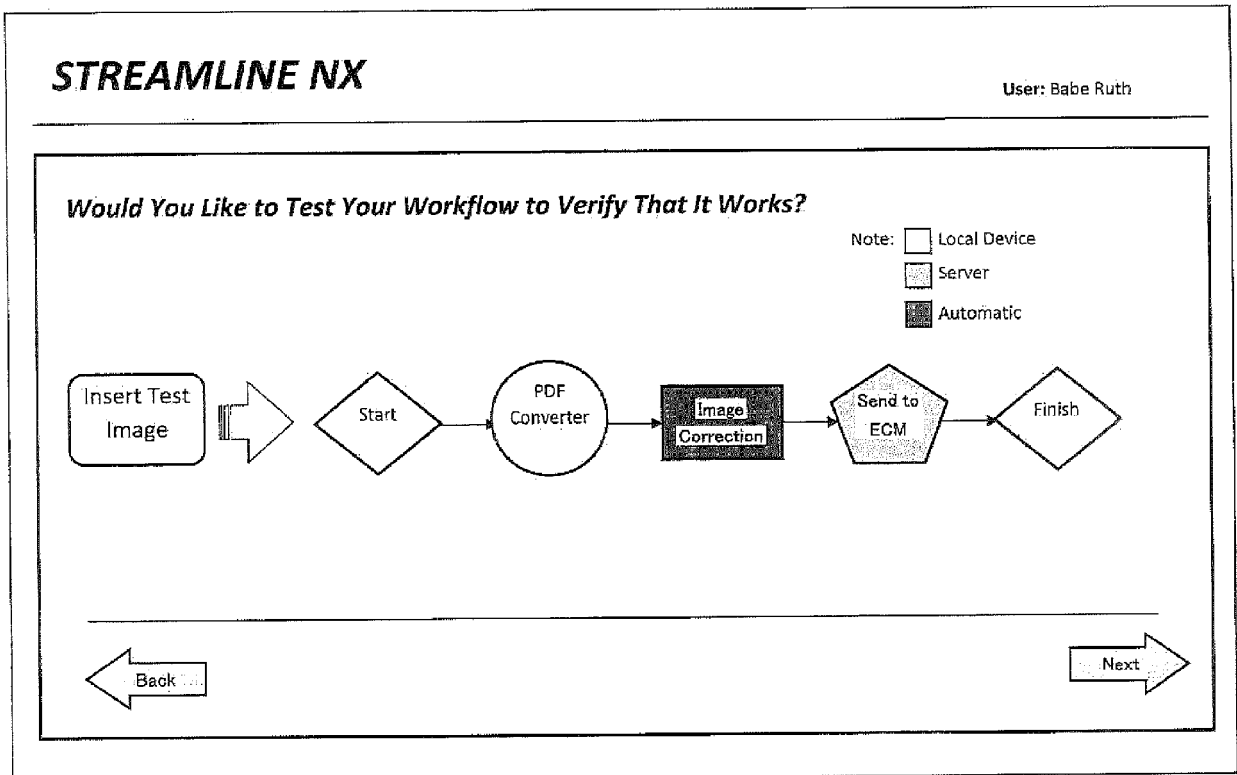 STREAMLINE NX
User: Babe Ruth
Would You Like to Test Your Workflow to Verify That It Works?
Note: Local Device
Server
Automatic
Insert Test
Image
Start
PDF
Converter
Image
Correction
Send to
ECM
Finish
Back
Next